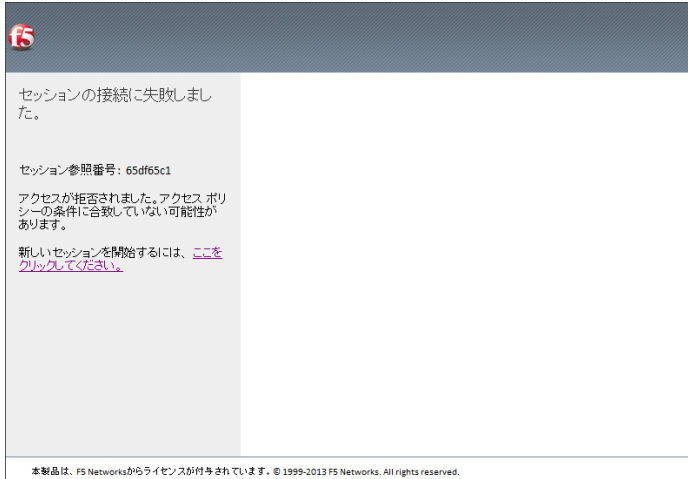 f5
セッションの接続に失敗しまし
た。
セッション参照番号: 65df65c1
アクセスが拒否されました。アクセス ポリ
シーの条件に合致していない可能性が
あります。
新しいセッションを開始するには、ここを
クリックしてください。
本製品は、F5 Networksからライセンスが付与されています。© 1999-2013 F5 Networks. All rights reserved.